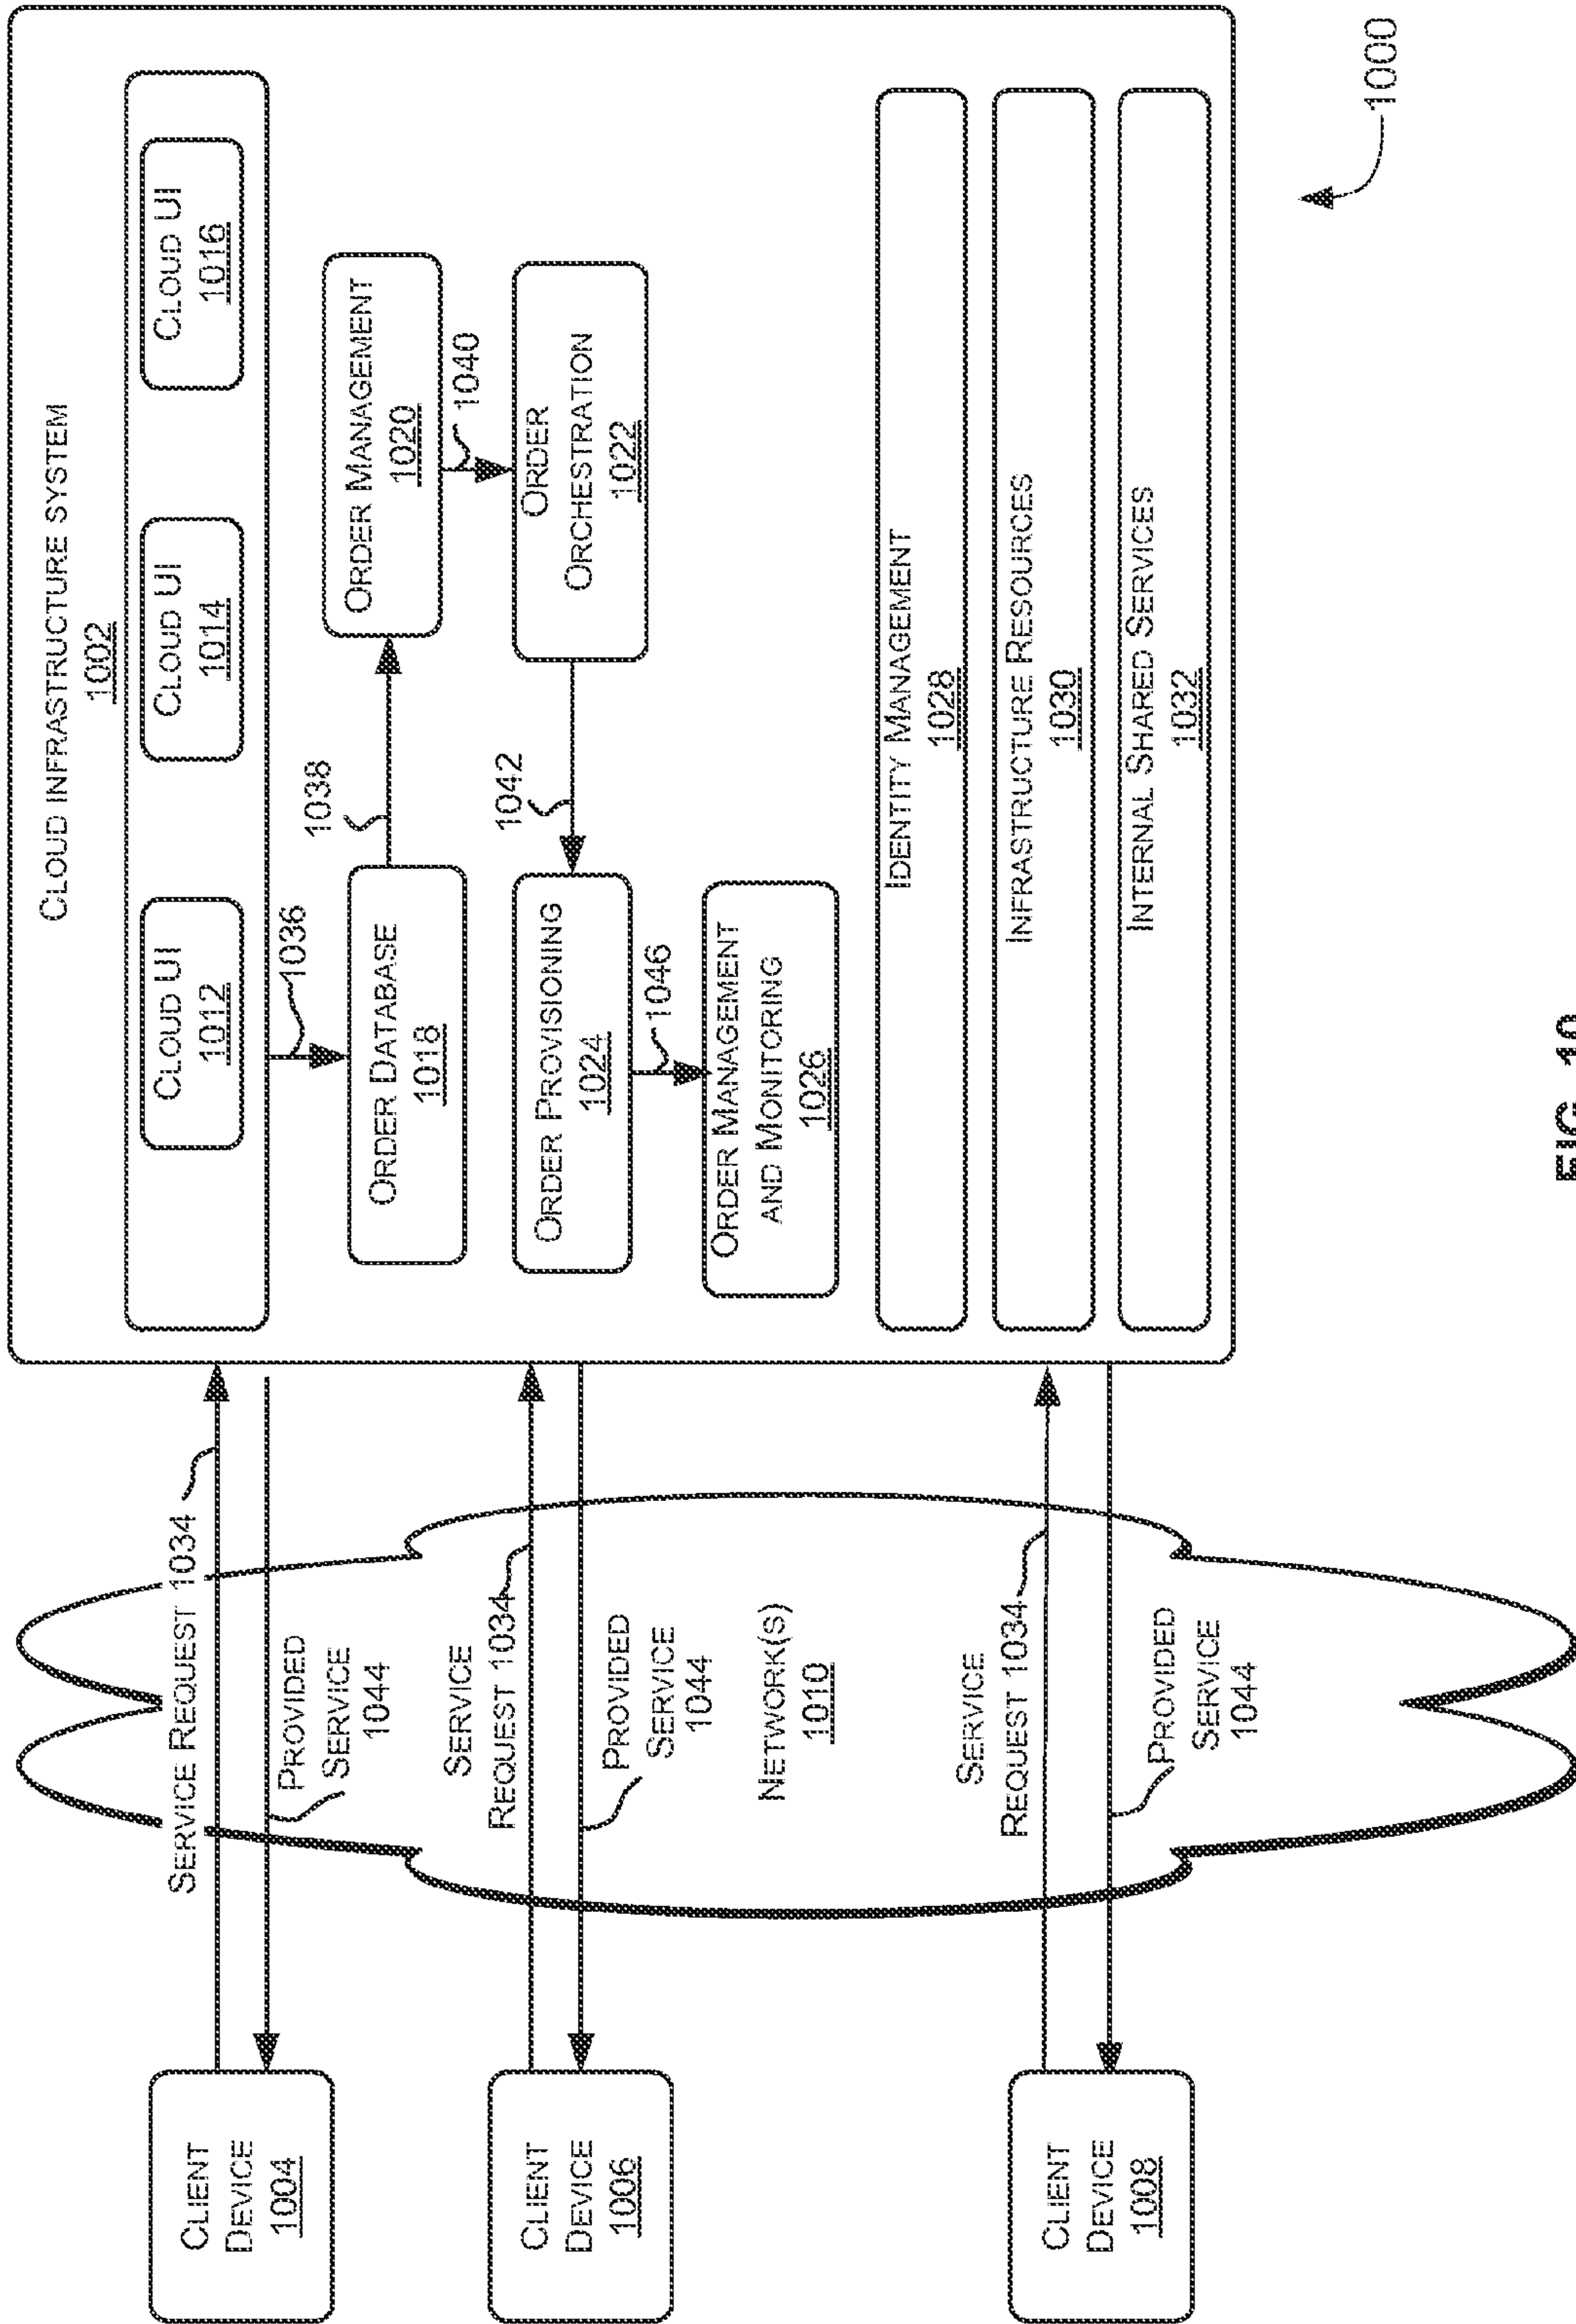 CLIENT
DEVICE
1004
CLIENT
DEVICE
1006
CLIENT
DEVICE
1008
SERVICE REQUEST 1034
PROVIDED
SERVICE
1044
SERVICE
REQUEST 1034
PROVIDED
SERVICE
1044
NETWORK(S)
1010
SERVICE
REQUEST 1034
PROVIDED
SERVICE
1044
CLOUD INFRASTRUCTURE SYSTEM
1002
CLOUD UI
1012
CLOUD UI
1014
CLOUD UI
1016
1036
ORDER DATABASE
1018
1038
ORDER MANAGEMENT
1020
1040
ORDER
ORCHESTRATION
1022
1042
ORDER PROVISIONING
1024
1046
ORDER MANAGEMENT
AND MONITORING
1026
IDENTITY MANAGEMENT
1028
INFRASTRUCTURE RESOURCES
1030
INTERNAL SHARED SERVICES
1032
1000
FIG. 10